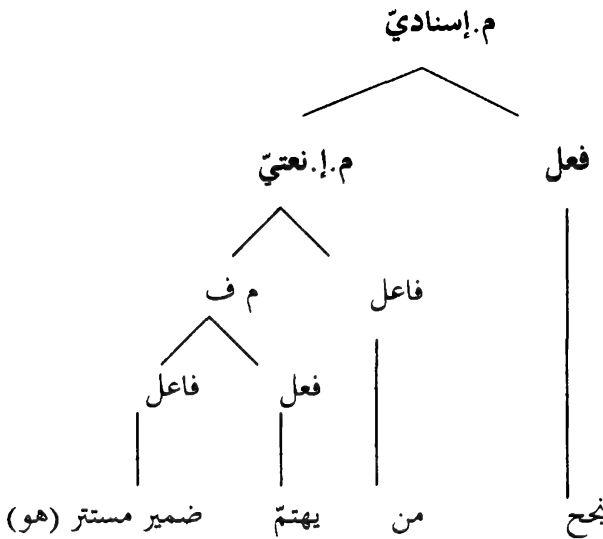 م.إسناديّ
فعل م.إ.نعتيّ
فاعل م ف
فعل فاعل
نجح من يهتمّ ضمير مستتر (هو)